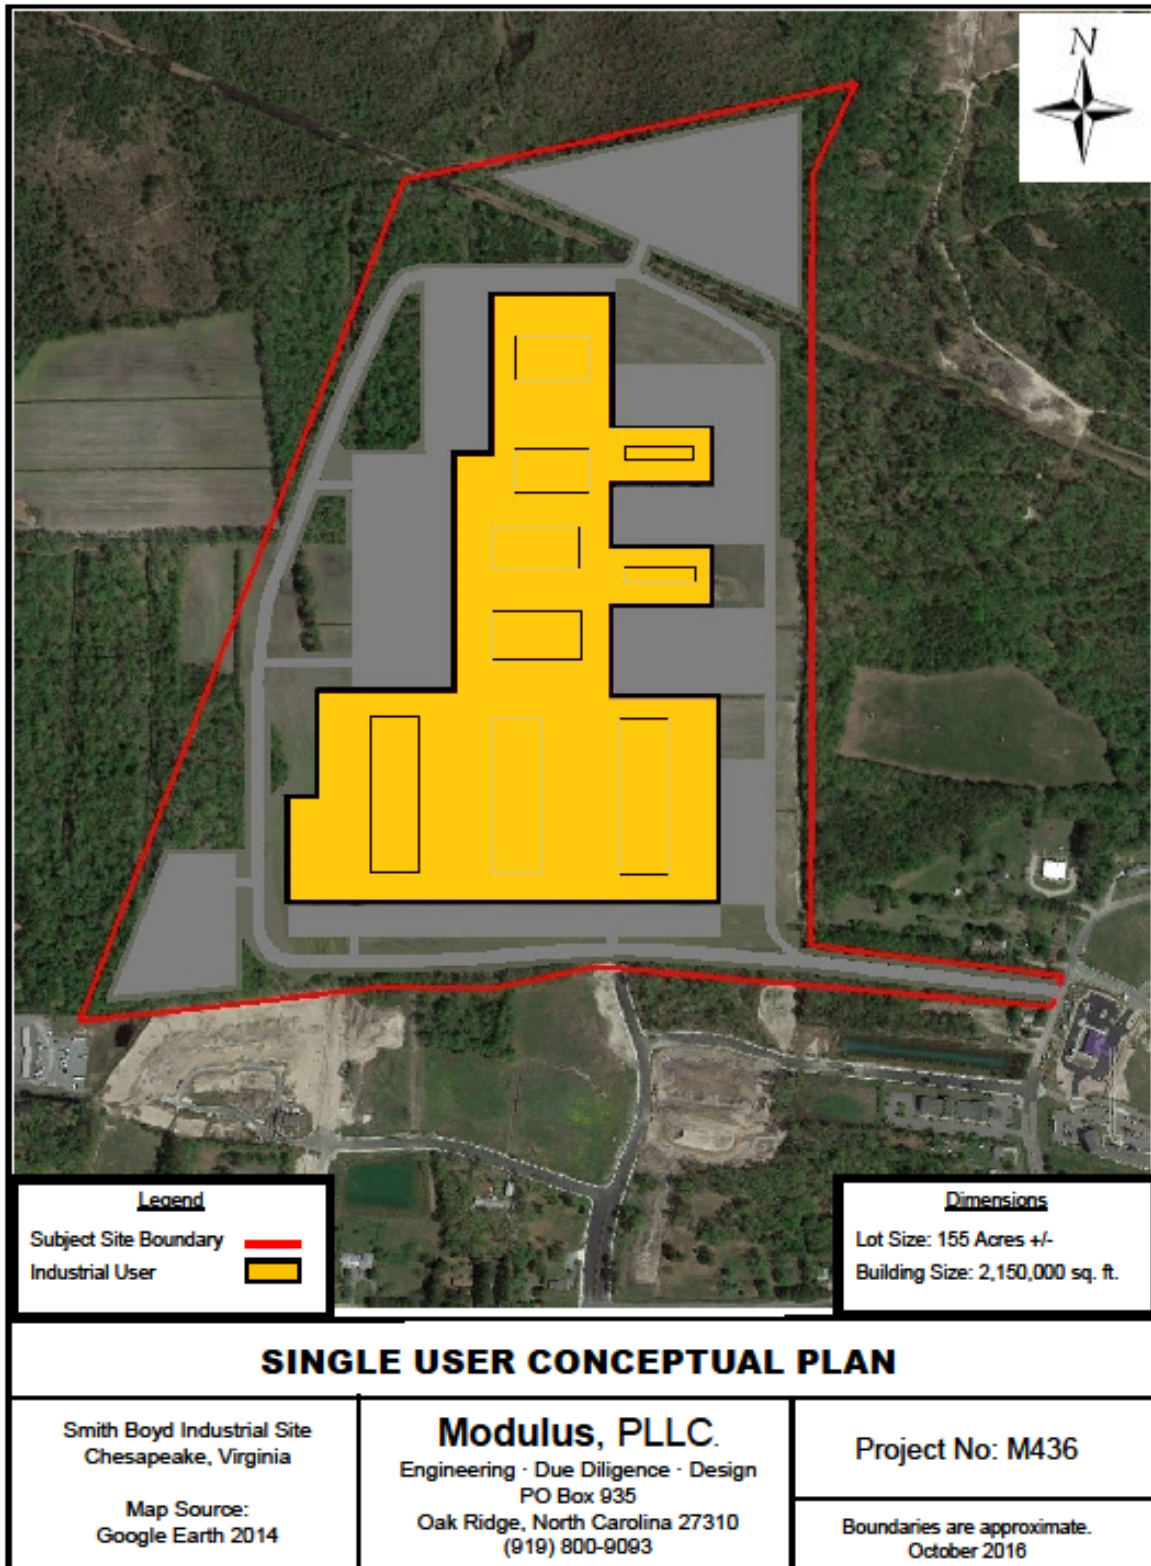 N
Legend
Subject Site Boundary
Industrial User
Dimensions
Lot Size: 155 Acres +/-
Building Size: 2,150,000 sq. ft.
SINGLE USER CONCEPTUAL PLAN
Smith Boyd Industrial Site
Chesapeake, Virginia
Map Source:
Google Earth 2014
Modulus, PLLC.
Engineering · Due Diligence · Design
PO Box 935
Oak Ridge, North Carolina 27310
(919) 800-9093
Project No: M436
Boundaries are approximate.
October 2016